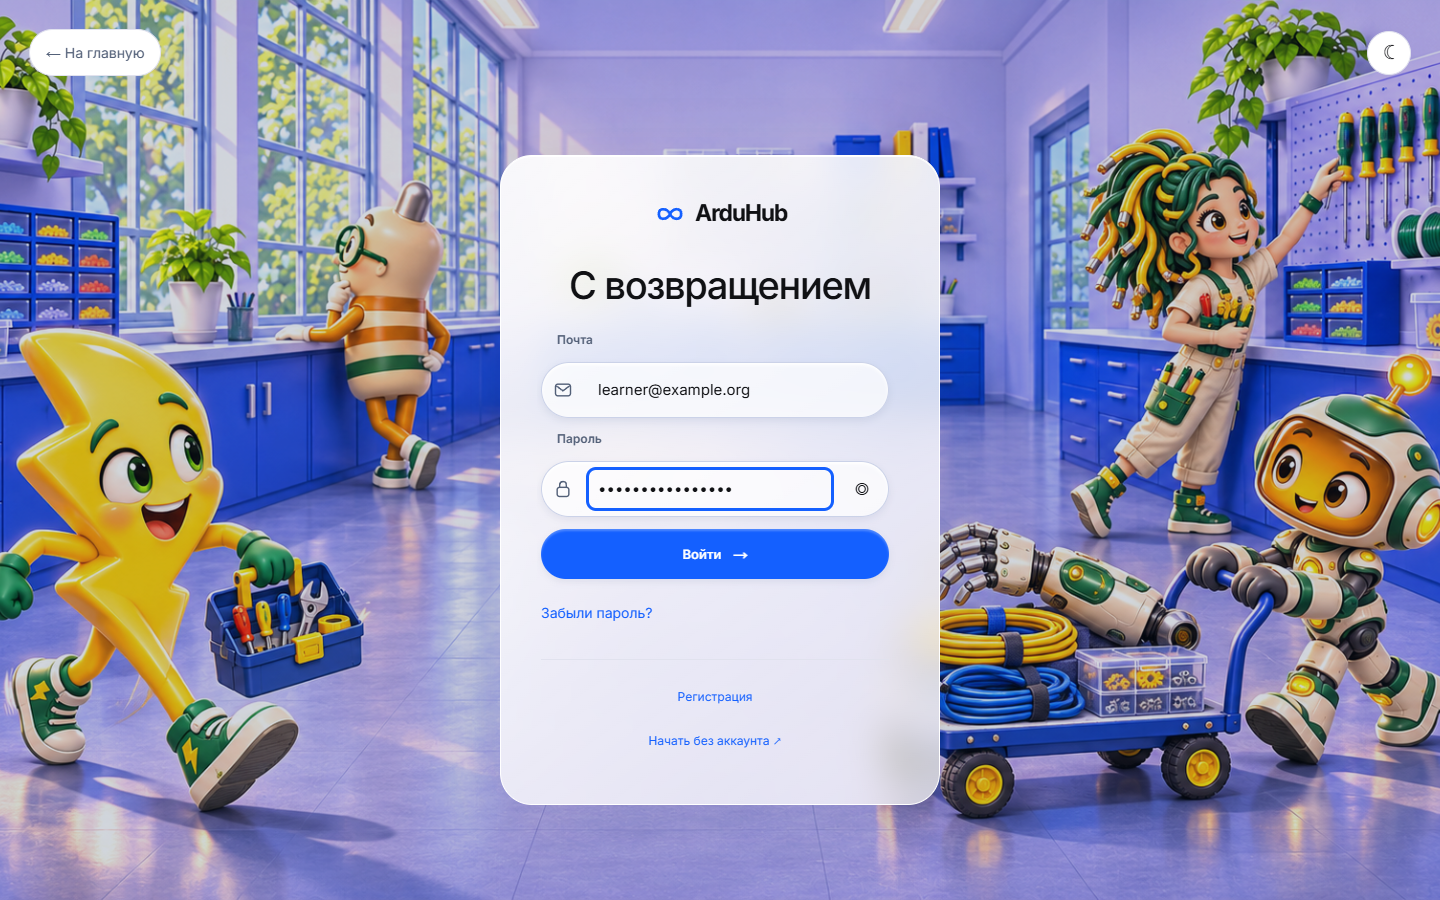 ← На главную
ArduHub
С возвращением
Почта
learner@example.org
Пароль
••••••••••••••••
Войти →
Забыли пароль?
Регистрация
Начать без аккаунта ↗